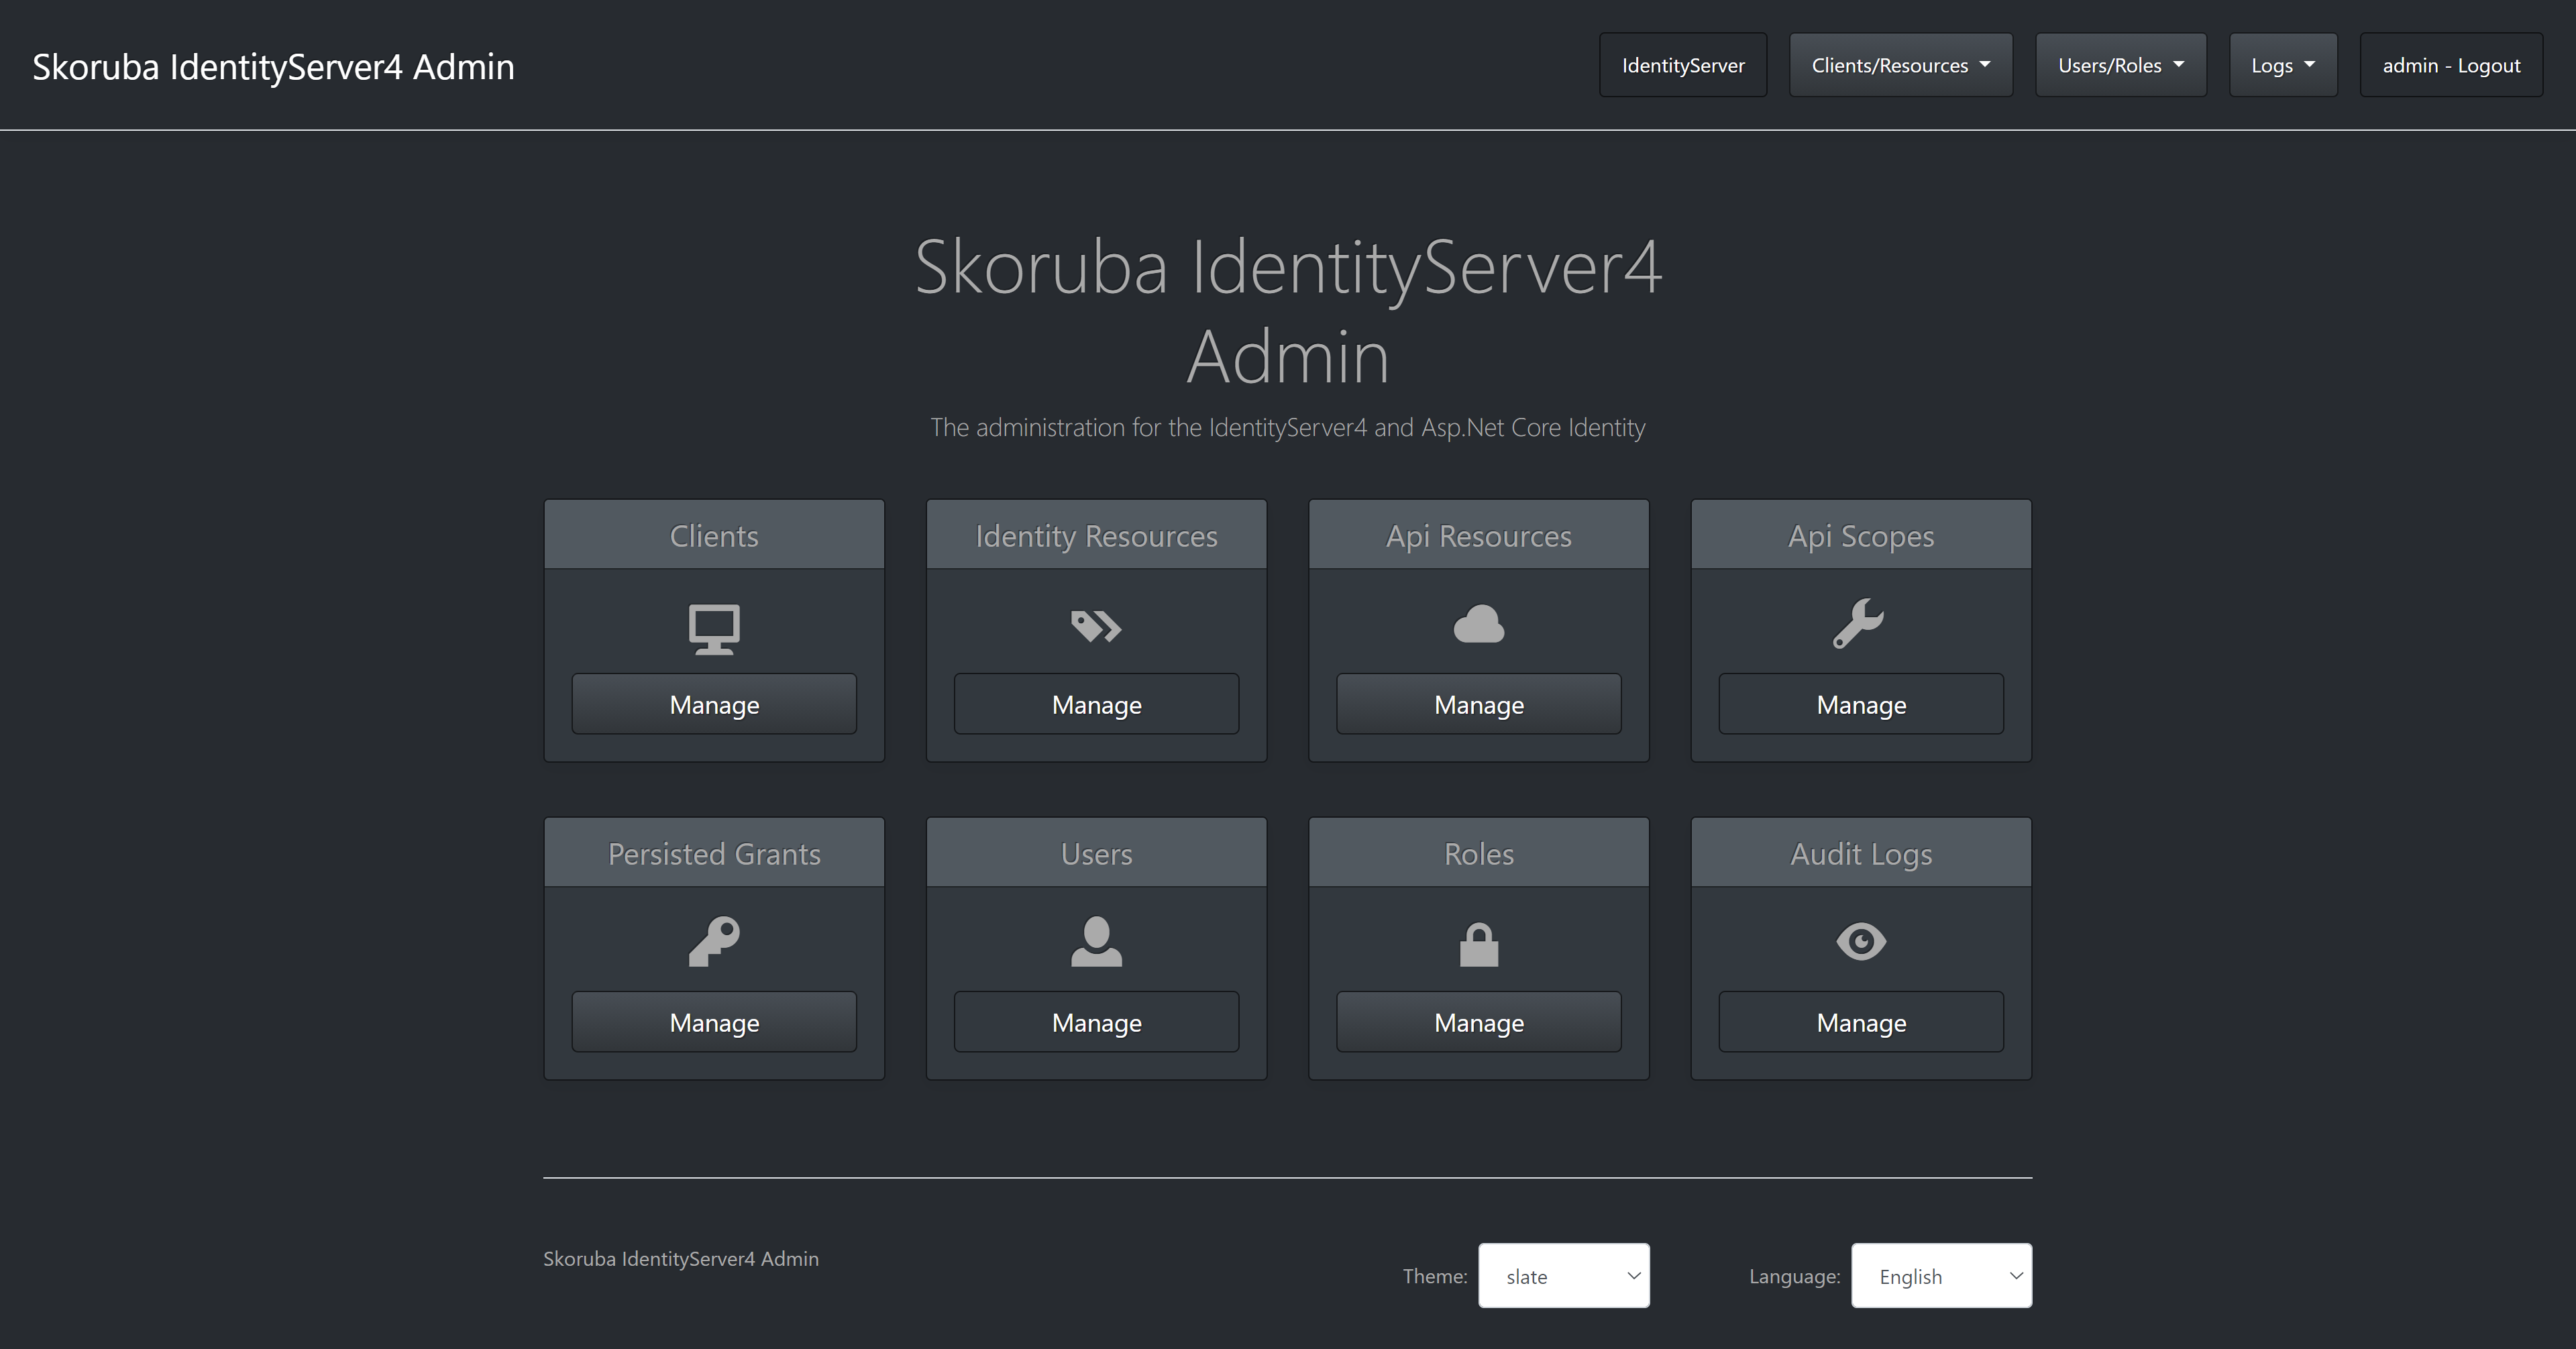 Skoruba IdentityServer4 Admin
IdentityServer
Clients/Resources
Users/Roles
Logs
admin - Logout
Skoruba IdentityServer4
Admin
The administration for the IdentityServer4 and Asp.Net Core Identity
Clients
Manage
Identity Resources
Manage
Api Resources
Manage
Api Scopes
Manage
Persisted Grants
Manage
Users
Manage
Roles
Manage
Audit Logs
Manage
Skoruba IdentityServer4 Admin
Theme: slate
Language: English